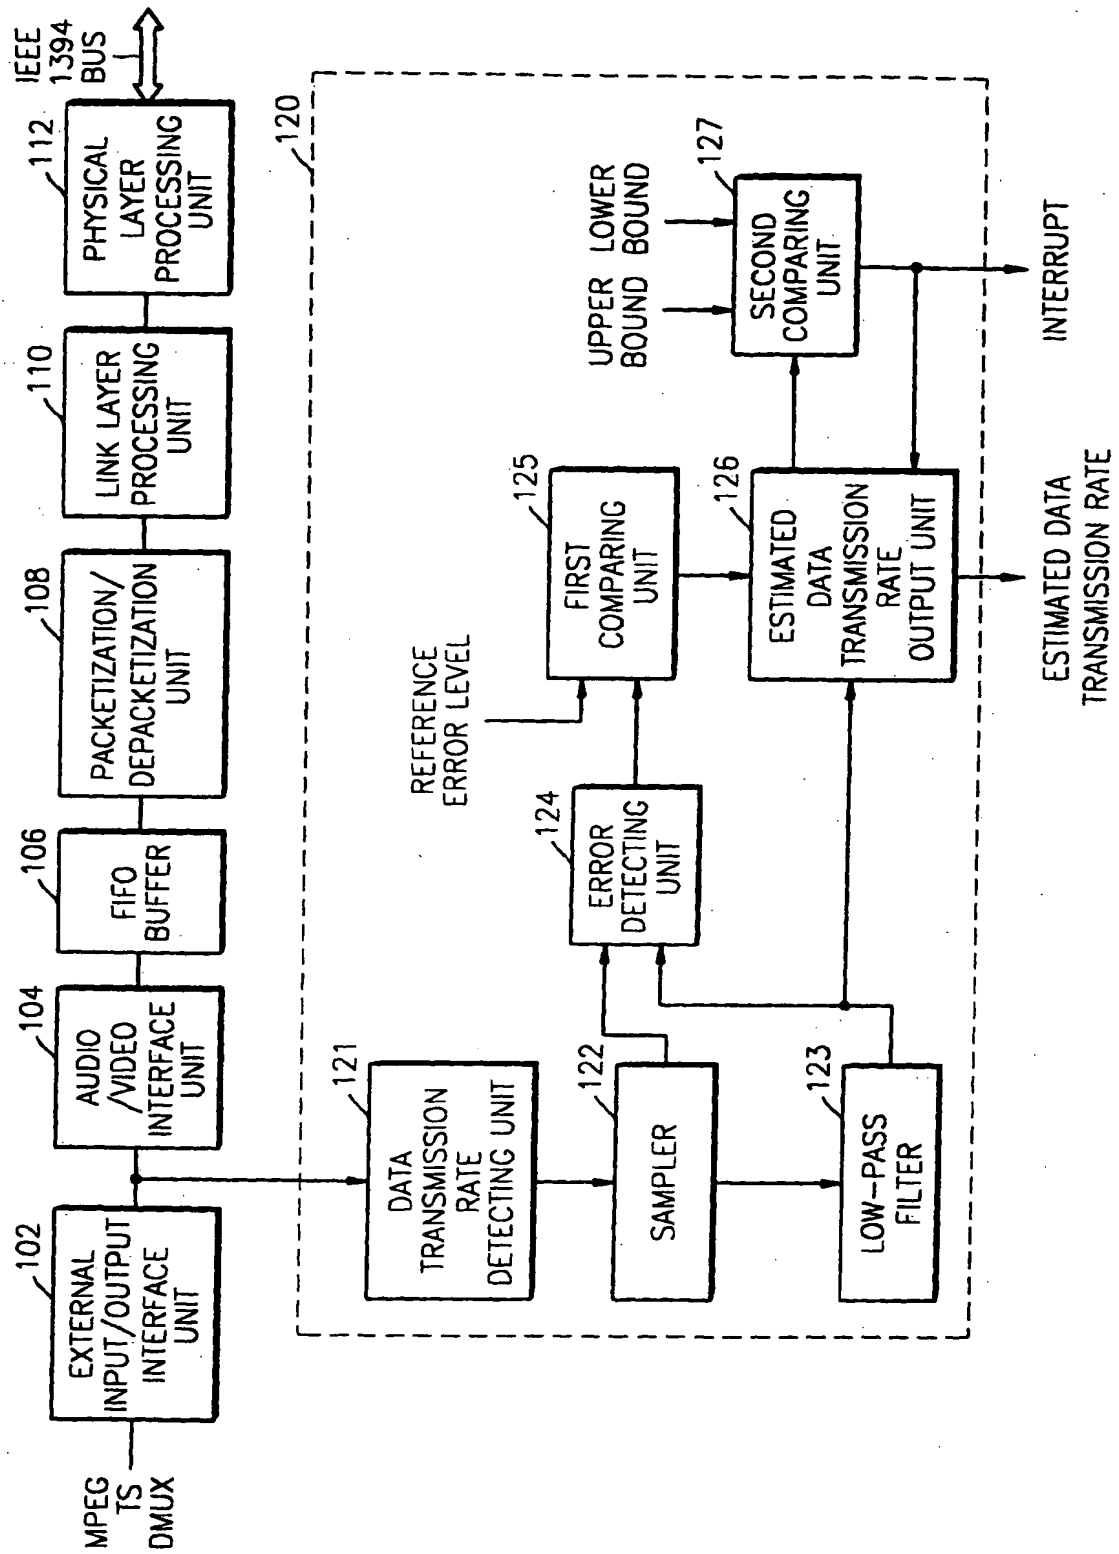 MPEG
TS
DMUX
102
EXTERNAL
INPUT/OUTPUT
INTERFACE
UNIT
104
AUDIO
/VIDEO
INTERFACE
UNIT
106
FIFO
BUFFER
108
PACKETIZATION/
DEPACKETIZATION
UNIT
110
LINK LAYER
PROCESSING
UNIT
112
PHYSICAL
LAYER
PROCESSING
UNIT
IEEE
1394
BUS
120
121
DATA
TRANSMISSION
RATE
DETECTING UNIT
122
SAMPLER
123
LOW-PASS
FILTER
124
ERROR
DETECTING
UNIT
REFERENCE
ERROR LEVEL
125
FIRST
COMPARING
UNIT
126
ESTIMATED
DATA
TRANSMISSION
RATE
OUTPUT UNIT
UPPER
BOUND
LOWER
BOUND
127
SECOND
COMPARING
UNIT
ESTIMATED DATA
TRANSMISSION RATE
INTERRUPT